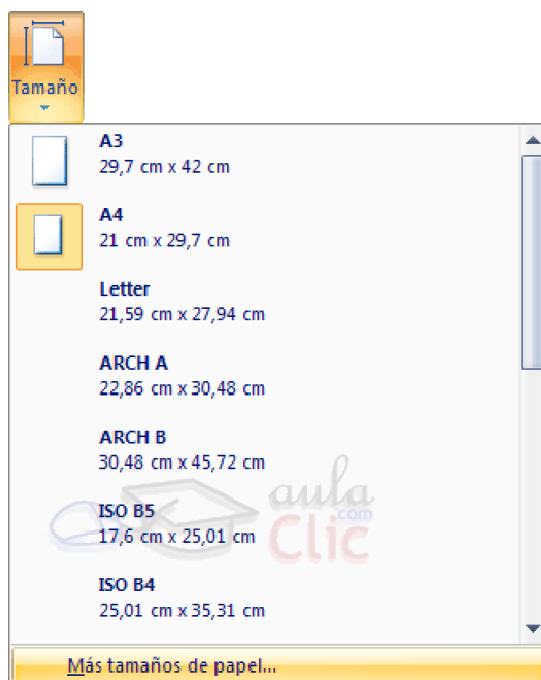 Tamaño
A3
29,7 cm x 42 cm
A4
21 cm x 29,7 cm
Letter
21,59 cm x 27,94 cm
ARCH A
22,86 cm x 30,48 cm
ARCH B
30,48 cm x 45,72 cm
ISO B5
17,6 cm x 25,01 cm
ISO B4
25,01 cm x 35,31 cm
aula
.com
Clic
Más tamaños de papel...